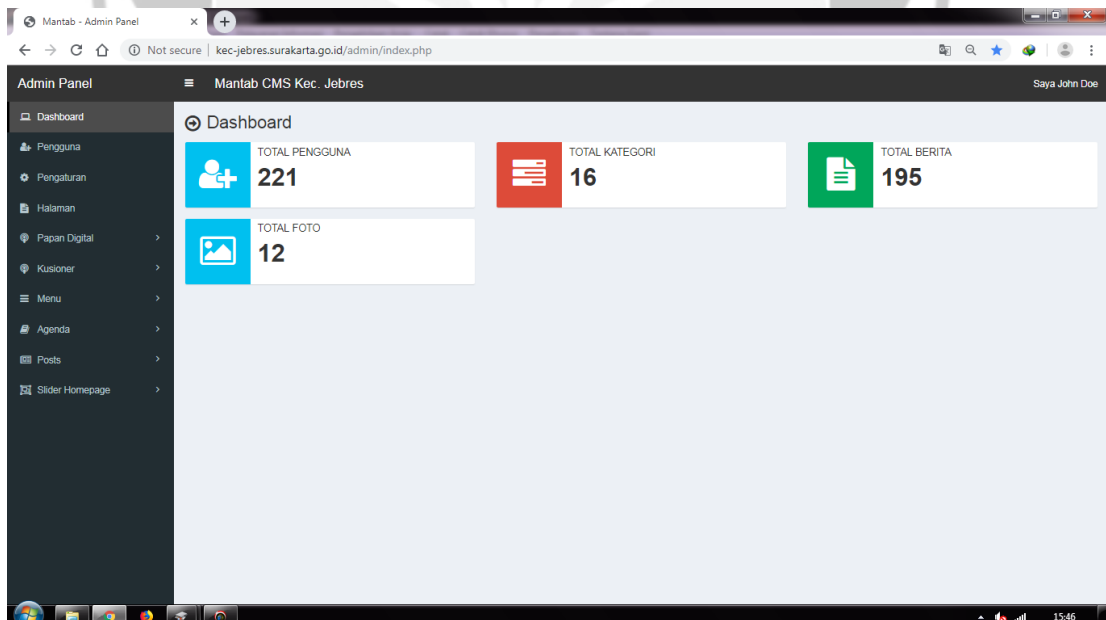 Mantab - Admin Panel
Not secure | kec-jebres.surakarta.go.id/admin/index.php
Admin Panel
Mantab CMS Kec. Jebres
Saya John Doe
Dashboard
Pengguna
Pengaturan
Halaman
Papan Digital
Kusioner
Menu
Agenda
Posts
Slider Homepage
Dashboard
TOTAL PENGGUNA
221
TOTAL KATEGORI
16
TOTAL BERITA
195
TOTAL FOTO
12
15:46